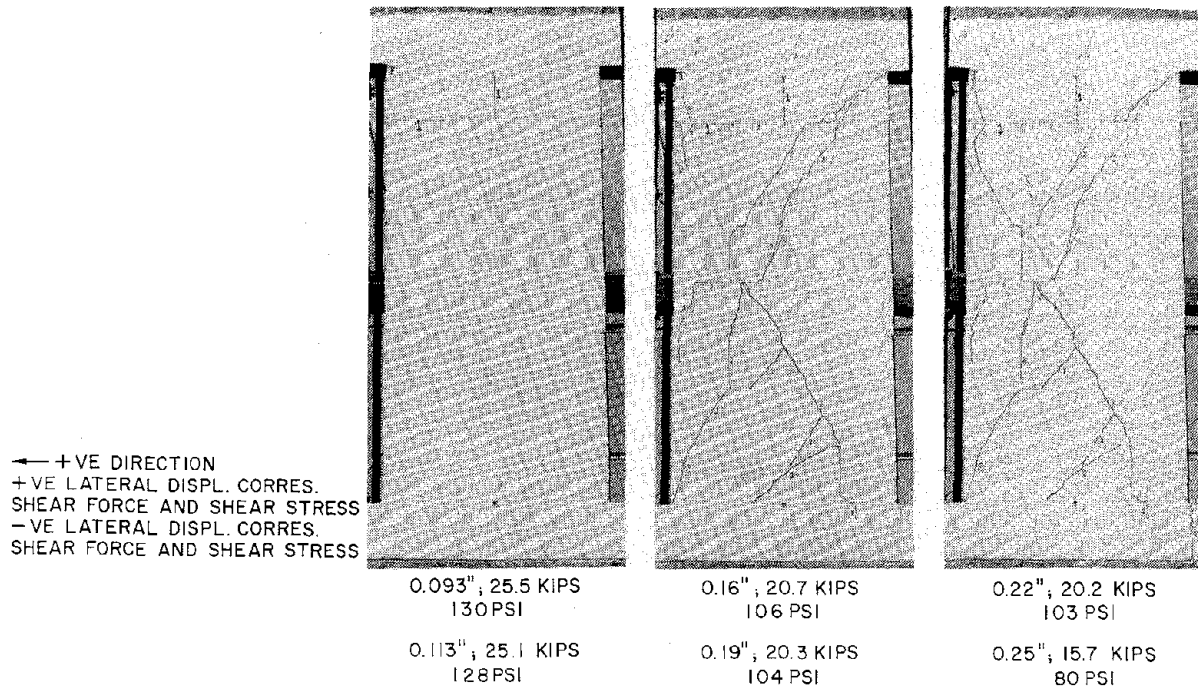 ← +VE DIRECTION
+VE LATERAL DISPL. CORRES.
SHEAR FORCE AND SHEAR STRESS
-VE LATERAL DISPL. CORRES.
SHEAR FORCE AND SHEAR STRESS
0.093"; 25.5 KIPS
130 PSI
0.113"; 25.1 KIPS
128 PSI
0.16"; 20.7 KIPS
106 PSI
0.19"; 20.3 KIPS
104 PSI
0.22"; 20.2 KIPS
103 PSI
0.25"; 15.7 KIPS
80 PSI